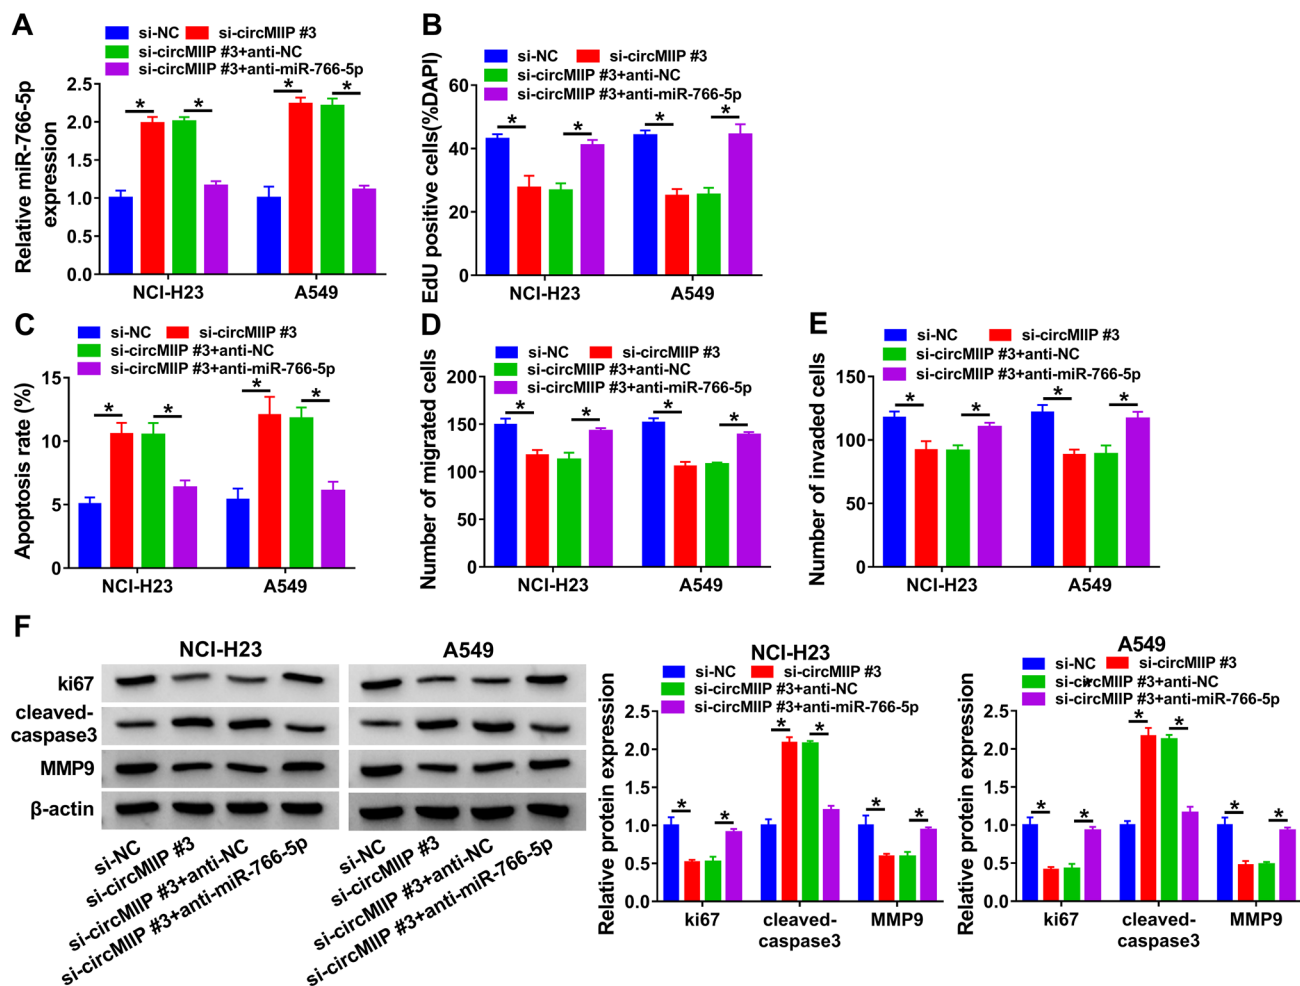 A
si-NC si-circMIIP #3
si-circMIIP #3+anti-NC
si-circMIIP #3+anti-miR-766-5p
Relative miR-766-5p
expression
2.5
2.0
1.5
1.0
0.5
0.0
* * * *
NCI-H23 A549
B
si-NC si-circMIIP #3
si-circMIIP #3+anti-NC
si-circMIIP #3+anti-miR-766-5p
EdU positive cells(%DAPI)
60
40
20
0
* * * *
NCI-H23 A549
C
si-NC si-circMIIP #3
si-circMIIP #3+anti-NC
si-circMIIP #3+anti-miR-766-5p
Apoptosis rate (%)
15
10
5
0
* * * *
NCI-H23 A549
D
si-NC si-circMIIP #3
si-circMIIP #3+anti-NC
si-circMIIP #3+anti-miR-766-5p
Number of migrated cells
200
150
100
50
0
* * * *
NCI-H23 A549
E
si-NC si-circMIIP #3
si-circMIIP #3+anti-NC
si-circMIIP #3+anti-miR-766-5p
Number of invaded cells
150
100
50
0
* * * *
NCI-H23 A549
F
NCI-H23 A549
ki67
cleaved-
caspase3
MMP9
β-actin
si-NC
si-circMIIP #3
si-circMIIP #3+anti-NC
si-circMIIP #3+anti-miR-766-5p
si-NC
si-circMIIP #3
si-circMIIP #3+anti-NC
si-circMIIP #3+anti-miR-766-5p
NCI-H23
si-NC si-circMIIP #3
si-circMIIP #3+anti-NC
si-circMIIP #3+anti-miR-766-5p
Relative protein expression
2.5
2.0
1.5
1.0
0.5
0.0
* * * * * *
ki67 cleaved- MMP9
caspase3
A549
si-NC si-circMIIP #3
si-circMIIP #3+anti-NC
si-circMIIP #3+anti-miR-766-5p
Relative protein expression
2.5
2.0
1.5
1.0
0.5
0.0
* * * * * *
ki67 cleaved- MMP9
caspase3